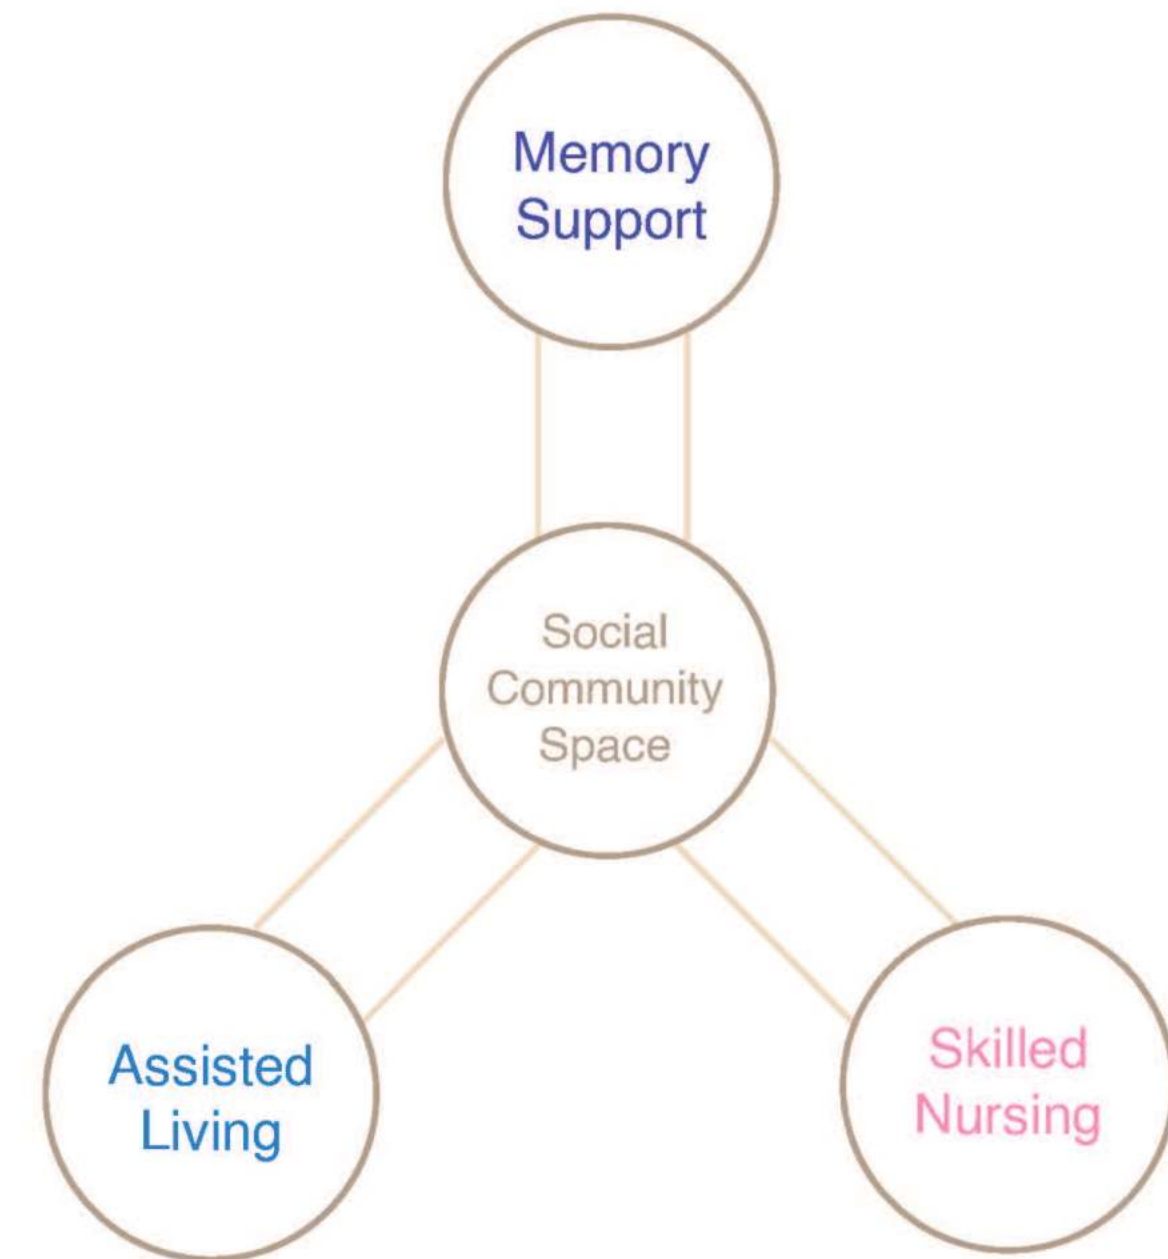 Memory
Support
Social
Community
Space
Assisted
Living
Skilled
Nursing